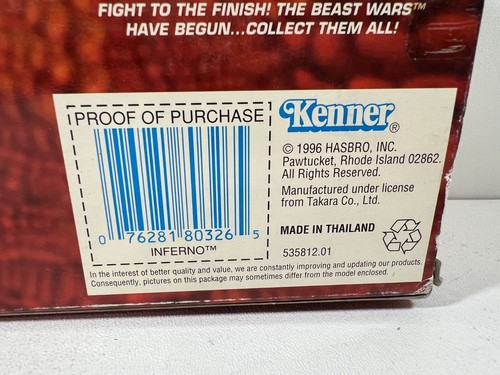 FIGHT TO THE FINISH! THE BEAST WARS™
HAVE BEGUN...COLLECT THEM ALL!
PROOF OF PURCHASE
0 76281 80326 5
INFERNO™
Kenner®
© 1996 HASBRO, INC.
Pawtucket, Rhode Island 02862.
All Rights Reserved.
Manufactured under license
from Takara Co., Ltd.
MADE IN THAILAND
535812.01
In the interest of better quality and value, we are constantly improving and updating our products.
Consequently, pictures on this package may sometimes differ from the model enclosed.